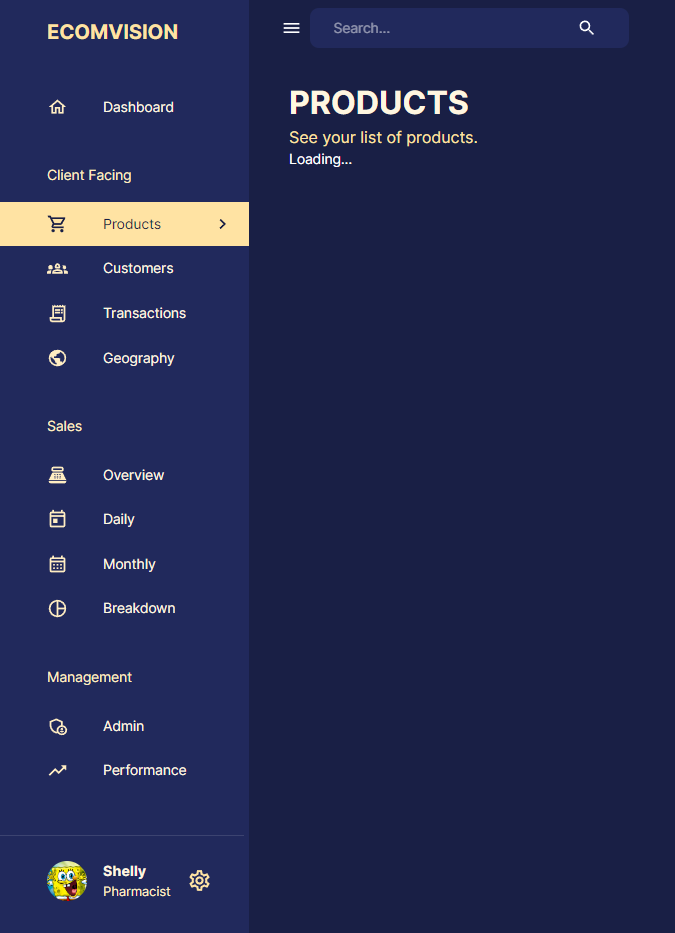 ECOMVISION
Search...
Dashboard
PRODUCTS
See your list of products.
Loading...
Client Facing
Products
Customers
Transactions
Geography
Sales
Overview
Daily
Monthly
Breakdown
Management
Admin
Performance
Shelly
Pharmacist